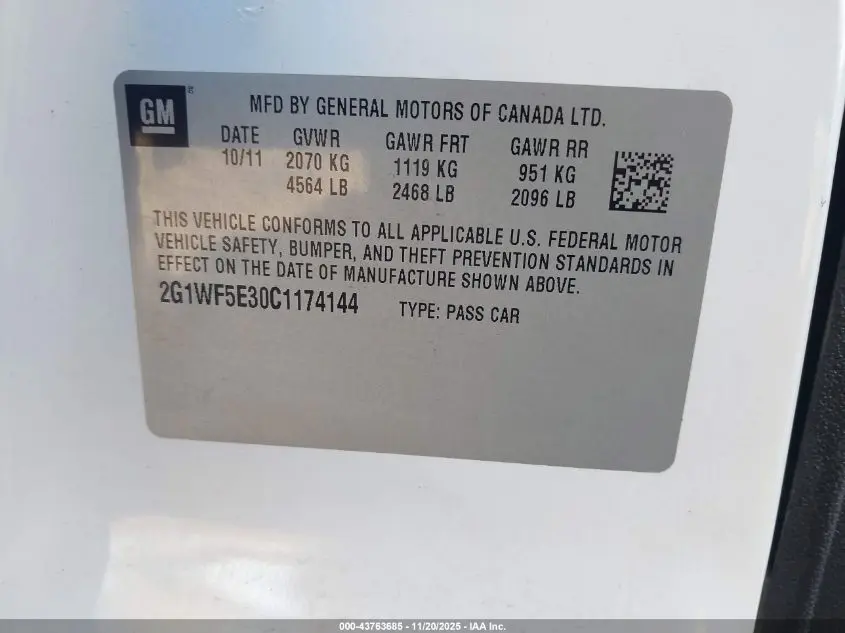 GM
MFD BY GENERAL MOTORS OF CANADA LTD.
DATE GVWR GAWR FRT GAWR RR
10/11 2070 KG 1119 KG 951 KG
4564 LB 2468 LB 2096 LB
THIS VEHICLE CONFORMS TO ALL APPLICABLE U.S. FEDERAL MOTOR
VEHICLE SAFETY, BUMPER, AND THEFT PREVENTION STANDARDS IN
EFFECT ON THE DATE OF MANUFACTURE SHOWN ABOVE.
2G1WF5E30C1174144 TYPE: PASS CAR
000-43763685 - 11/20/2025 - IAA Inc.